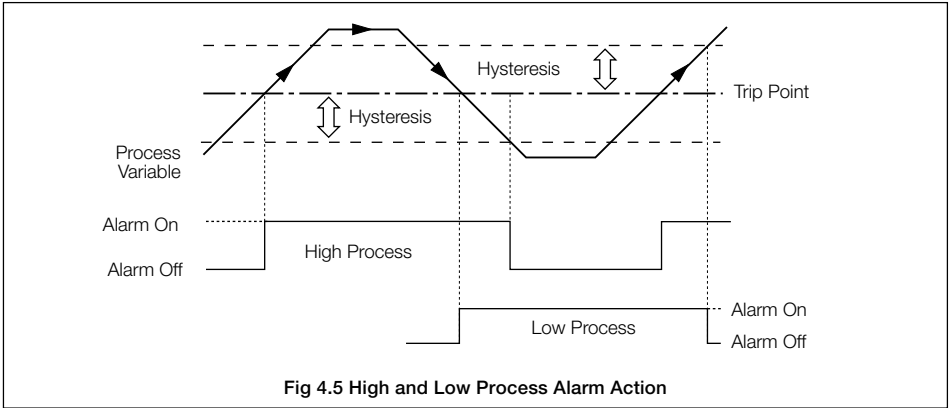 Hysteresis
Trip Point
Hysteresis
Process
Variable
Alarm On
High Process
Alarm Off
Alarm On
Low Process
Alarm Off
Fig 4.5 High and Low Process Alarm Action